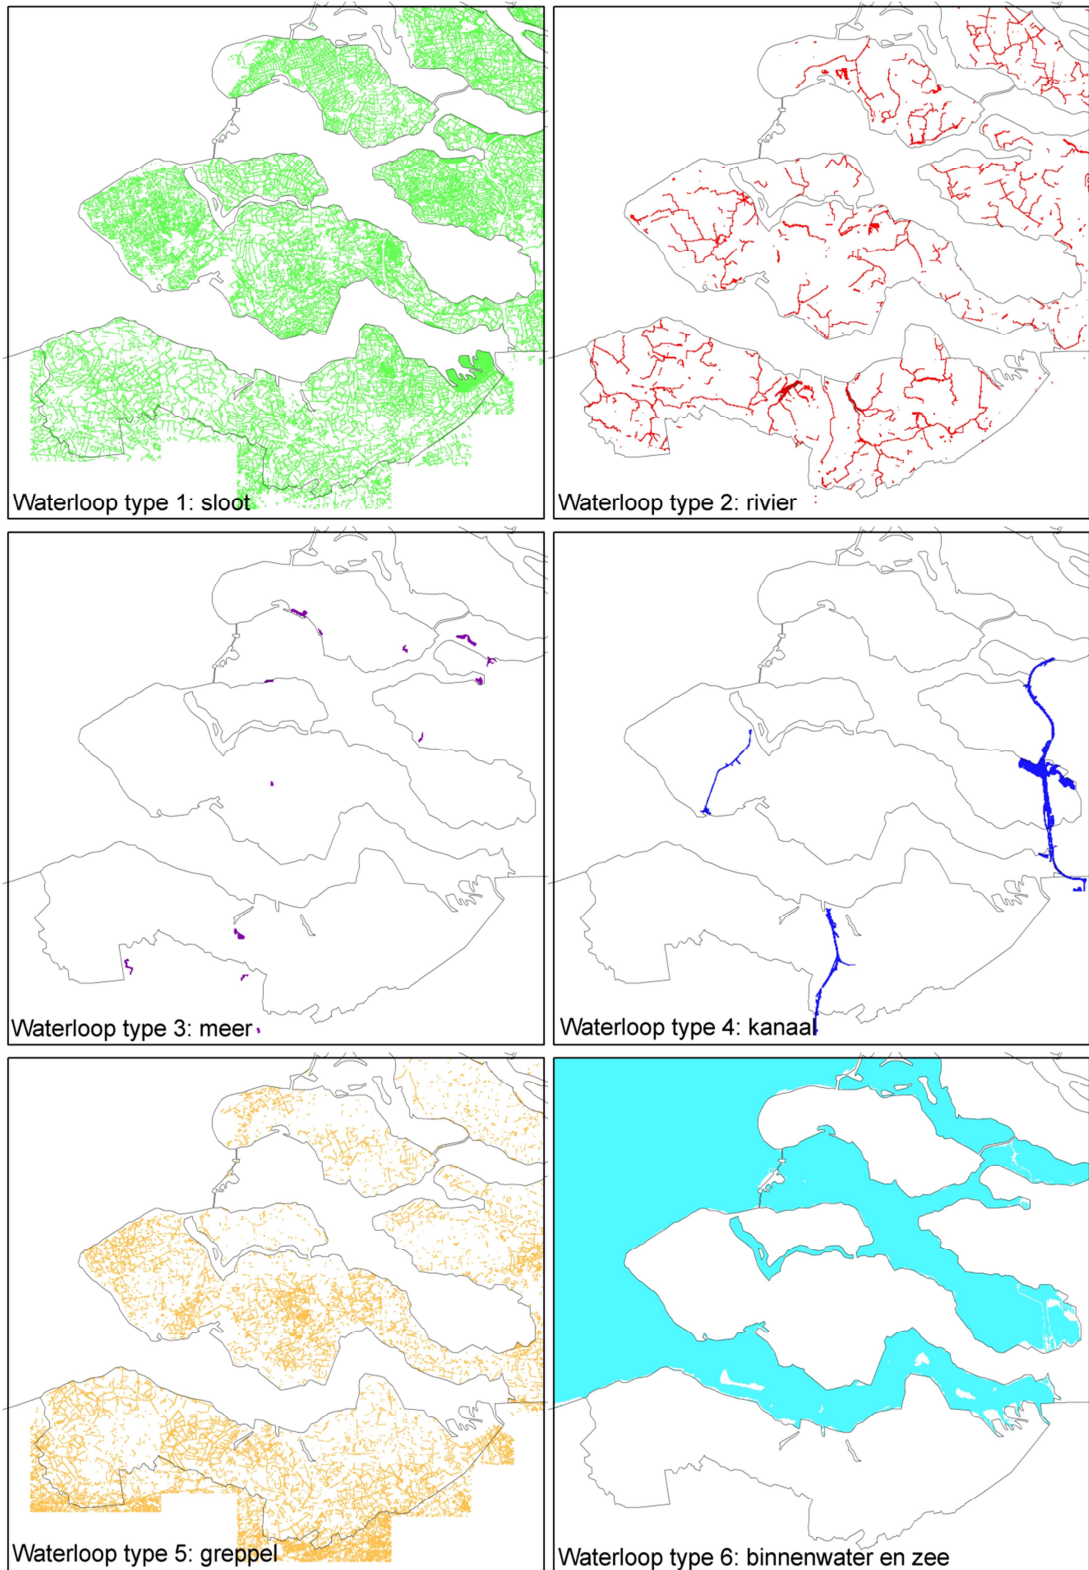 Waterloop type 1: sloot
Waterloop type 2: rivier
Waterloop type 3: meer
Waterloop type 4: kanaal
Waterloop type 5: greppel
Waterloop type 6: binnenwater en zee